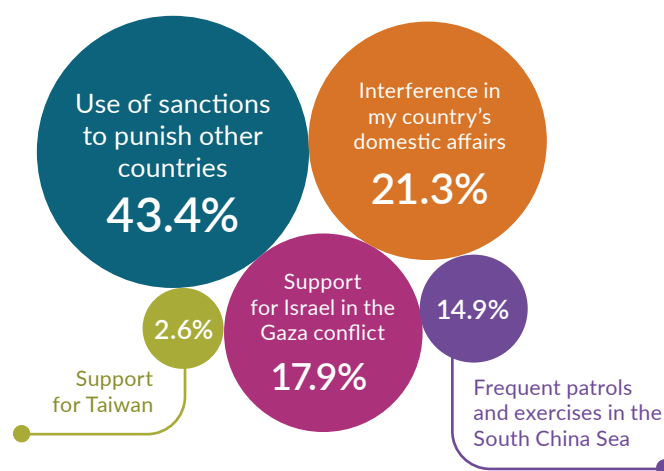 Use of sanctions
to punish other
countries
43.4%
Interference in
my country’s
domestic affairs
21.3%
Support
for Israel in the
Gaza conflict
17.9%
2.6%
Support
for Taiwan
14.9%
Frequent patrols
and exercises in the
South China Sea